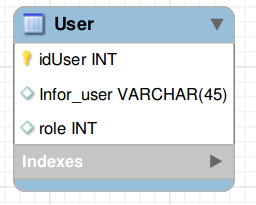 User
idUser INT
Infor_user VARCHAR(45)
role INT
Indexes